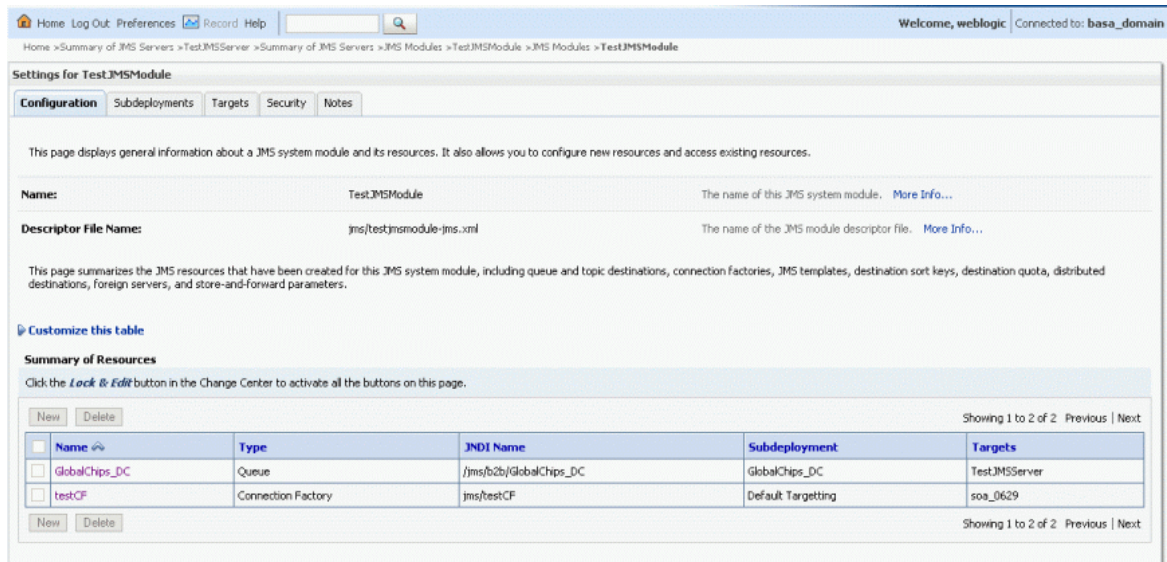 Home Log Out Preferences Record Help
Welcome, weblogic Connected to: basa_domain
Home >Summary of JMS Servers >TestJMSServer >Summary of JMS Servers >JMS Modules >TestJMSModule >JMS Modules >TestJMSModule
Settings for TestJMSModule
Configuration Subdeployments Targets Security Notes
This page displays general information about a JMS system module and its resources. It also allows you to configure new resources and access existing resources.
Name: TestJMSModule The name of this JMS system module. More Info...
Descriptor File Name: jms/testjmsmodule-jms.xml The name of the JMS module descriptor file. More Info...
This page summarizes the JMS resources that have been created for this JMS system module, including queue and topic destinations, connection factories, JMS templates, destination sort keys, destination quota, distributed
destinations, foreign servers, and store-and-forward parameters.
Customize this table
Summary of Resources
Click the Lock & Edit button in the Change Center to activate all the buttons on this page.
New Delete Showing 1 to 2 of 2 Previous | Next
Name Type JNDI Name Subdeployment Targets
GlobalChips_DC Queue /jms/b2b/GlobalChips_DC GlobalChips_DC TestJMSServer
testCF Connection Factory jms/testCF Default Targetting soa_0629
New Delete Showing 1 to 2 of 2 Previous | Next